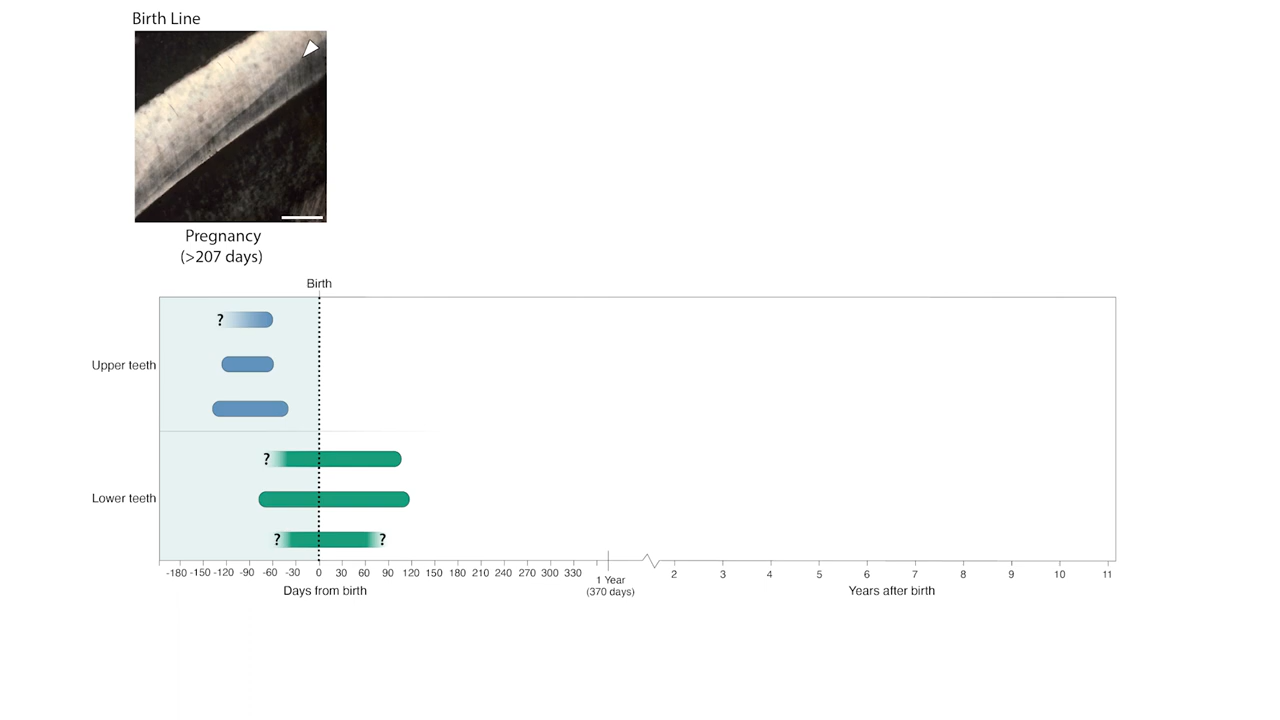 Birth Line
Pregnancy
(>207 days)
Birth
?
Upper teeth
?
Lower teeth
? ?
-180 -150 -120 -90 -60 -30 0 30 60 90 120 150 180 210 240 270 300 330
1 Year
(370 days)
2 3 4 5 6 7 8 9 10 11
Days from birth
Years after birth